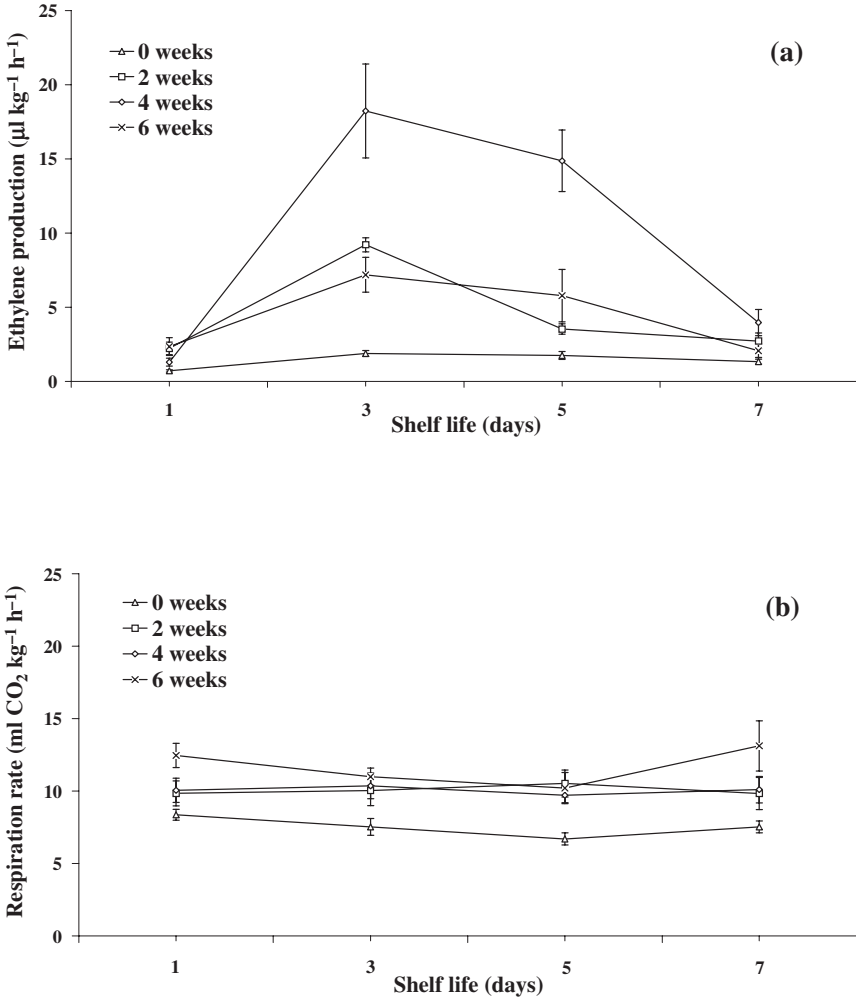 25
20
15
10
5
0
Ethylene production (µl kg⁻¹ h⁻¹)
0 weeks
2 weeks
4 weeks
6 weeks
(a)
1 3 5 7
Shelf life (days)
25
20
15
10
5
0
Respiration rate (ml CO₂ kg⁻¹ h⁻¹)
0 weeks
2 weeks
4 weeks
6 weeks
(b)
1 3 5 7
Shelf life (days)